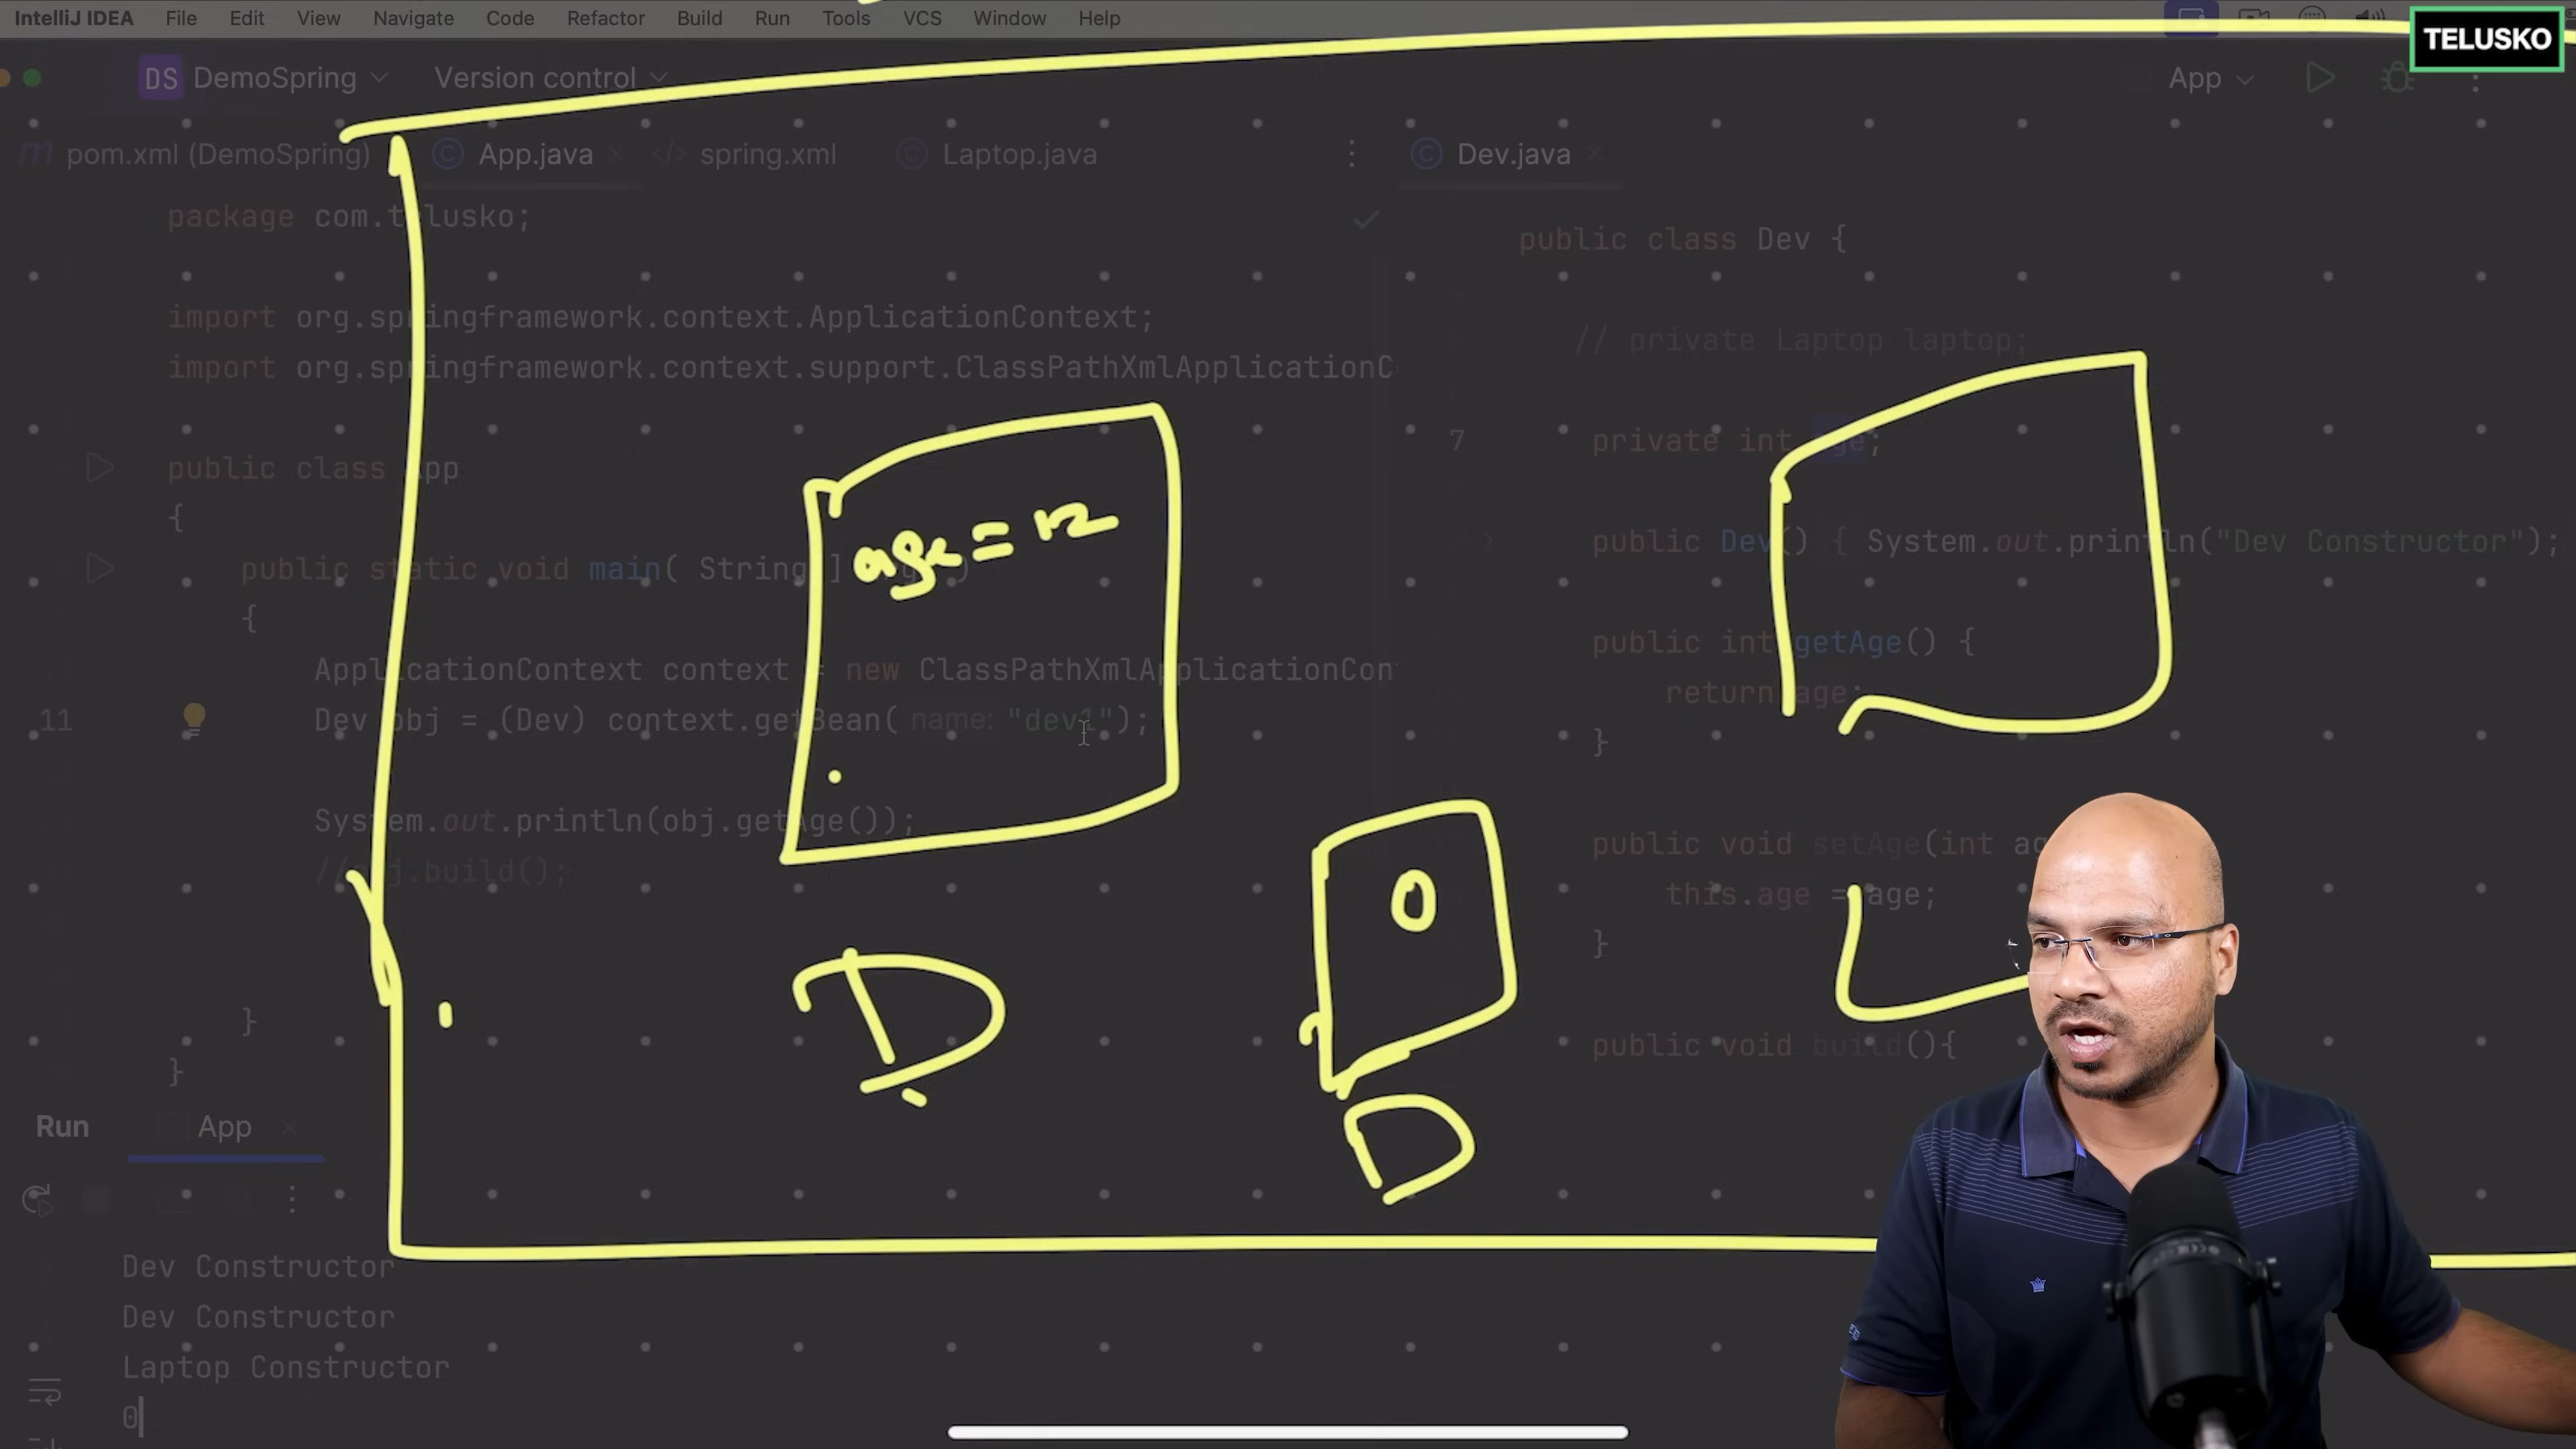 IntelliJ IDEA File Edit View Navigate Code Refactor Build Run Tools VCS Window Help
TELUSKO
DS DemoSpring Version control App
pom.xml (DemoSpring) App.java spring.xml Laptop.java
package com.telusko;
import org.springframework.context.ApplicationContext;
import org.springframework.context.support.ClassPathXmlApplicationC
public class App
{
public static void main( String
{
ApplicationContext context = new ClassPathXmlApplicationCon
11 Dev obj = (Dev) context.getBean( name: "dev1");
System.out.println(obj.getAge());
//obj.build();
}
}
Dev.java
public class Dev {
// private Laptop laptop;
7 private int age;
public Dev() { System.out.println("Dev Constructor");
public int getAge() {
return age;
}
public void setAge(int
this.age = age;
}
public void build(){
age = 12
D
0
D
Run App
Dev Constructor
Dev Constructor
Laptop Constructor
0